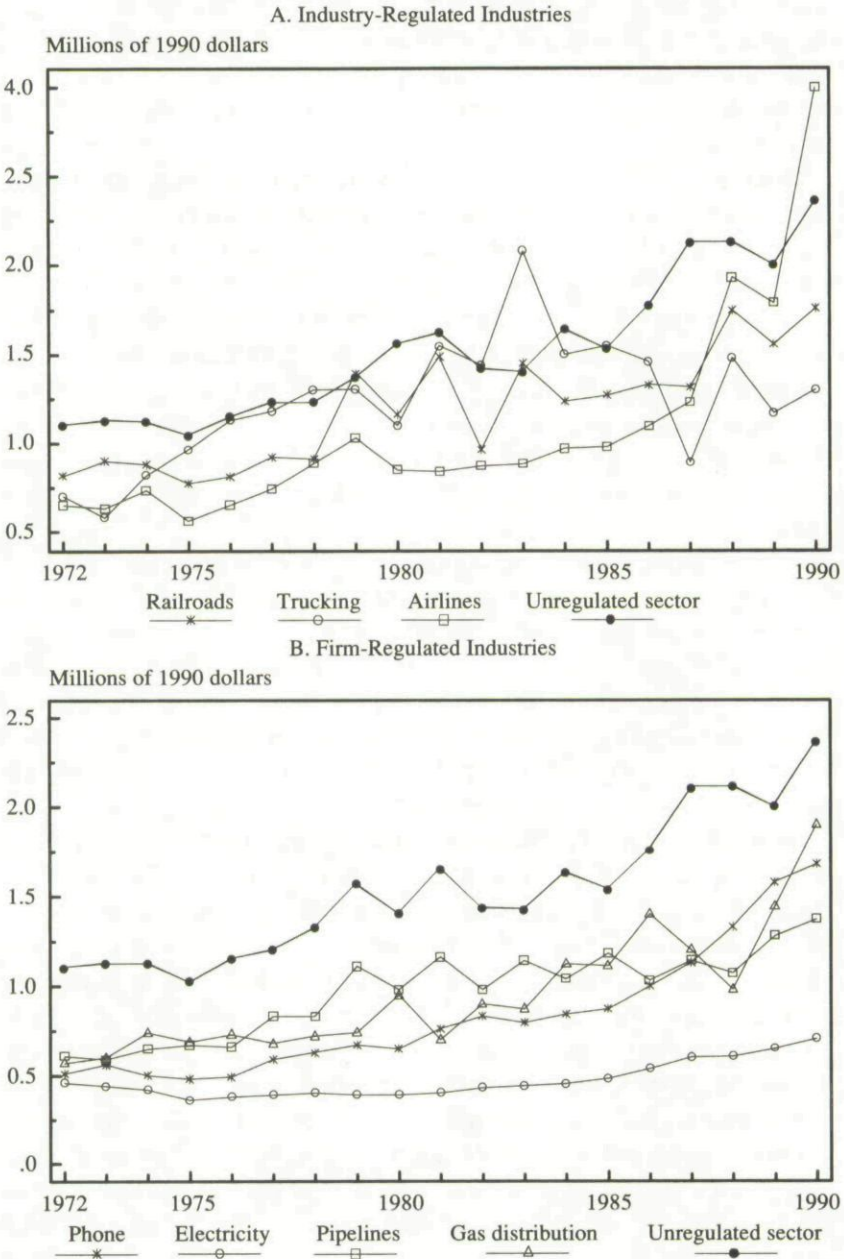 A. Industry-Regulated Industries
Millions of 1990 dollars
4.0
2.5
2.0
1.5
1.0
0.5
1972 1975 1980 1985 1990
Railroads Trucking Airlines Unregulated sector
B. Firm-Regulated Industries
Millions of 1990 dollars
2.5
2.0
1.5
1.0
0.5
.0
1972 1975 1980 1985 1990
Phone Electricity Pipelines Gas distribution Unregulated sector